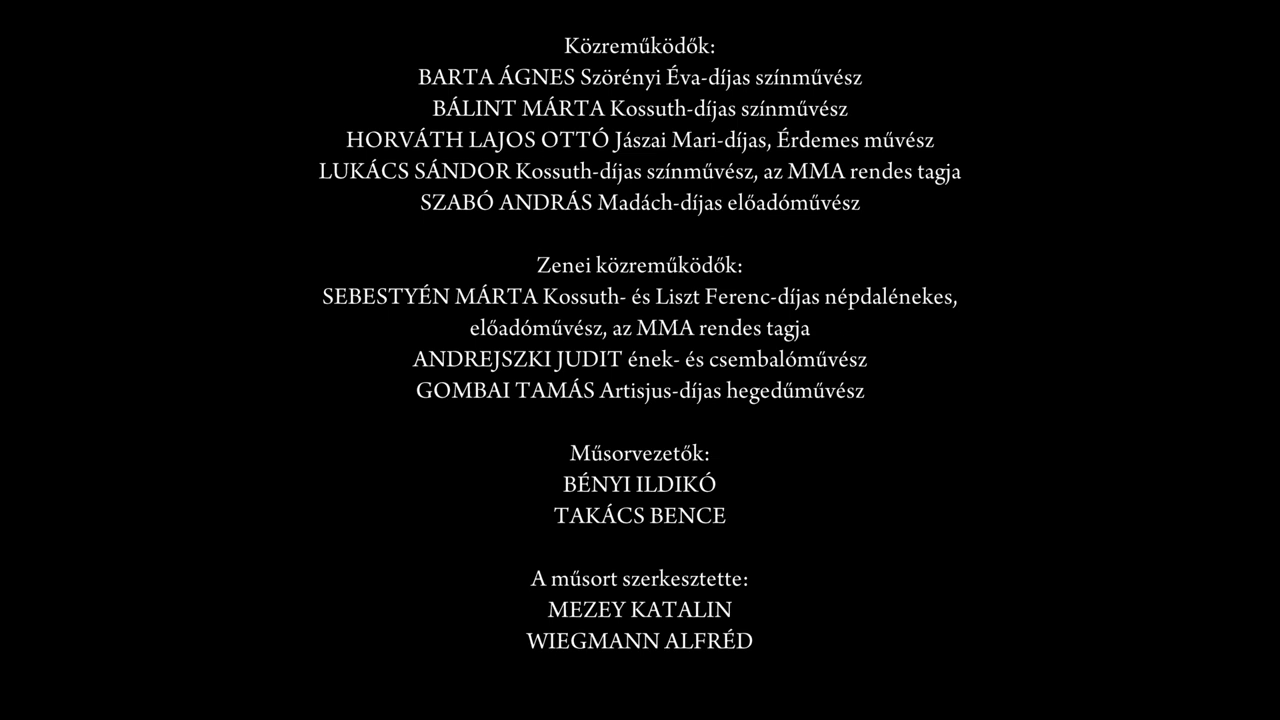 Közreműködők:
BARTA ÁGNES Szörényi Éva-díjas színművész
BÁLINT MÁRTA Kossuth-díjas színművész
HORVÁTH LAJOS OTTÓ Jászai Mari-díjas, Érdemes művész
LUKÁCS SÁNDOR Kossuth-díjas színművész, az MMA rendes tagja
SZABÓ ANDRÁS Madách-díjas előadóművész
Zenei közreműködők:
SEBESTYÉN MÁRTA Kossuth- és Liszt Ferenc-díjas népdalénekes,
előadóművész, az MMA rendes tagja
ANDREJSZKI JUDIT ének- és csembalóművész
GOMBAI TAMÁS Artisjus-díjas hegedűművész
Műsorvezetők:
BÉNYI ILDIKÓ
TAKÁCS BENCE
A műsort szerkesztette:
MEZEY KATALIN
WIEGMANN ALFRÉD